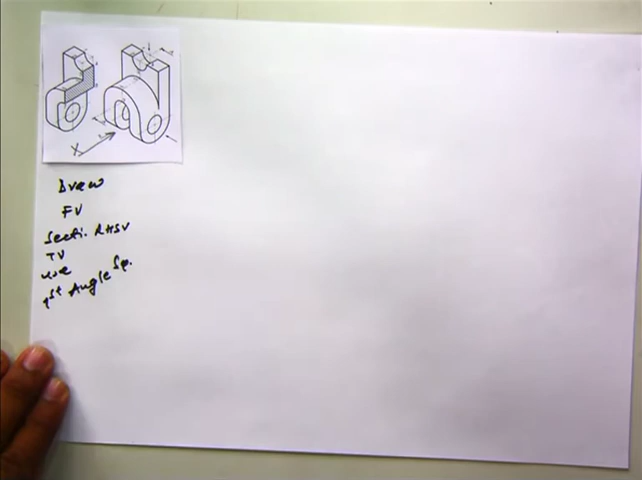 X
Draw
FV
Secti. RHSV
TV
use
1st Angle Sp.